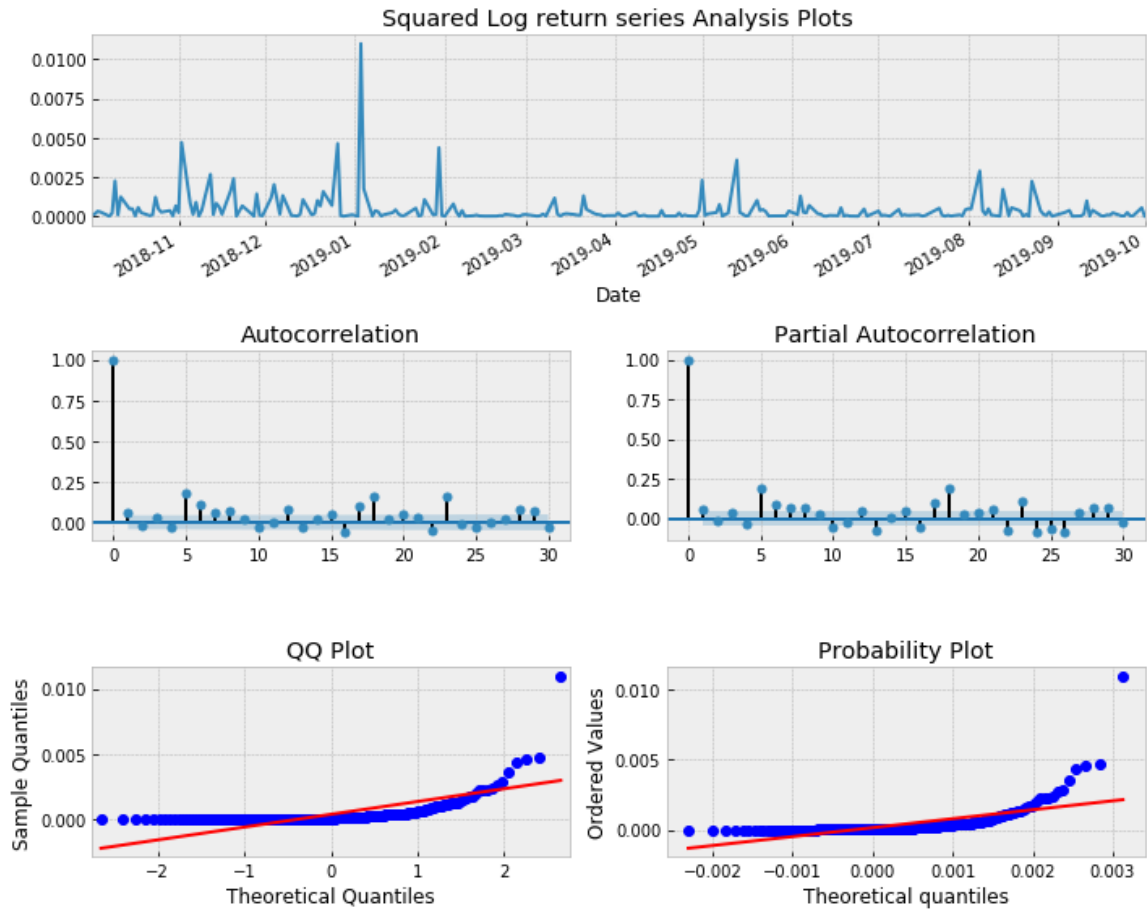 Squared Log return series Analysis Plots
0.0100
0.0075
0.0050
0.0025
0.0000
2018-11 2018-12 2019-01 2019-02 2019-03 2019-04 2019-05 2019-06 2019-07 2019-08 2019-09 2019-10
Date
Autocorrelation
1.00
0.75
0.50
0.25
0.00
0 5 10 15 20 25 30
Partial Autocorrelation
1.00
0.75
0.50
0.25
0.00
0 5 10 15 20 25 30
QQ Plot
Sample Quantiles
0.010
0.005
0.000
−2 −1 0 1 2
Theoretical Quantiles
Probability Plot
Ordered Values
0.010
0.005
0.000
−0.002 −0.001 0.000 0.001 0.002 0.003
Theoretical quantiles